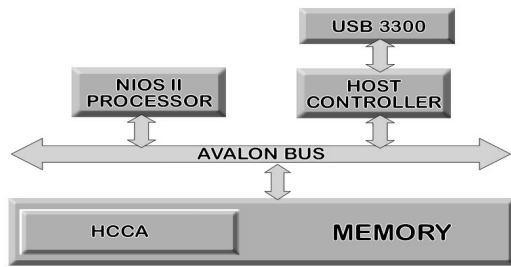 USB 3300
NIOS II
PROCESSOR
HOST
CONTROLLER
AVALON BUS
HCCA
MEMORY